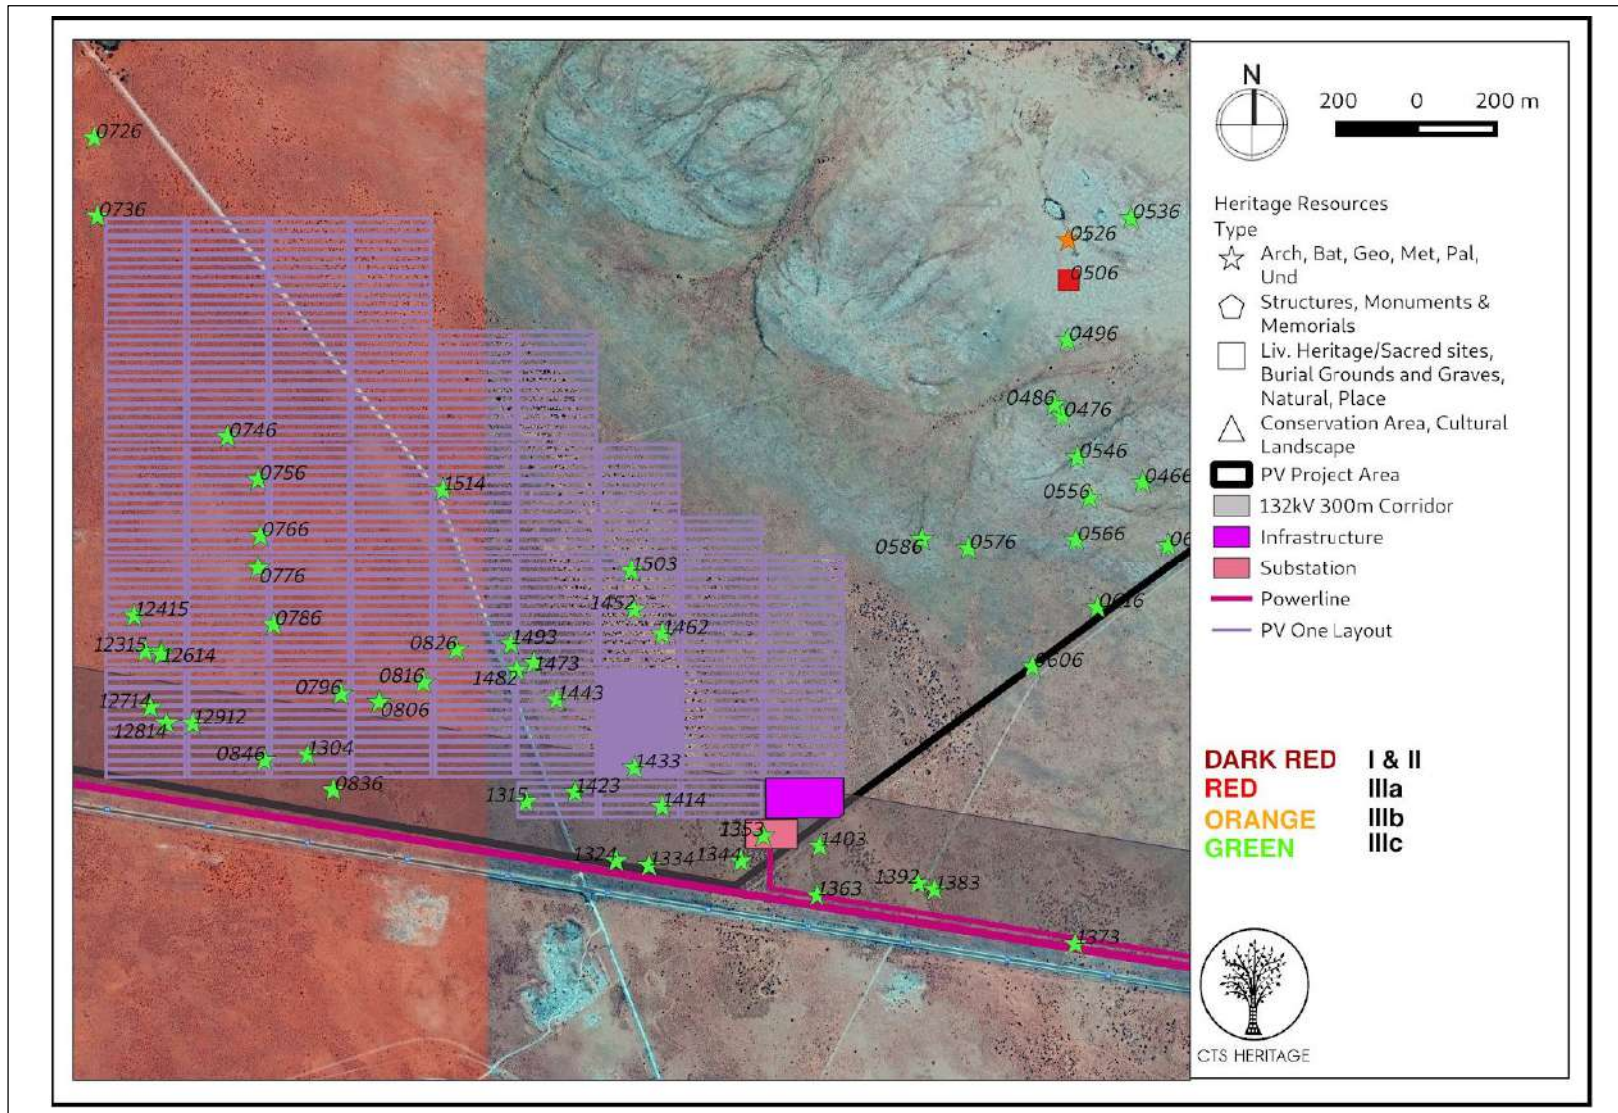 N
200 0 200 m
Heritage Resources
Type
Arch, Bat, Geo, Met, Pal,
Und
Structures, Monuments &
Memorials
Liv. Heritage/Sacred sites,
Burial Grounds and Graves,
Natural, Place
Conservation Area, Cultural
Landscape
PV Project Area
132kV 300m Corridor
Infrastructure
Substation
Powerline
PV One Layout
DARK RED I & II
RED IIIa
ORANGE IIIb
GREEN IIIc
CTS HERITAGE
0726
0736
0536
0526
0506
0496
0486
0476
0746
0546
0756
0466
1514
0556
0766
0586
0576
0566
06
0776
1503
12415
1452
0616
0786
1462
12315
12614
0826
1493
1473
0606
1482
0816
0796
0806
1443
12714
12814
12912
0846
1304
1433
0836
1315
1423
1414
1353
1403
1324
1334
1344
1363
1392
1383
1373